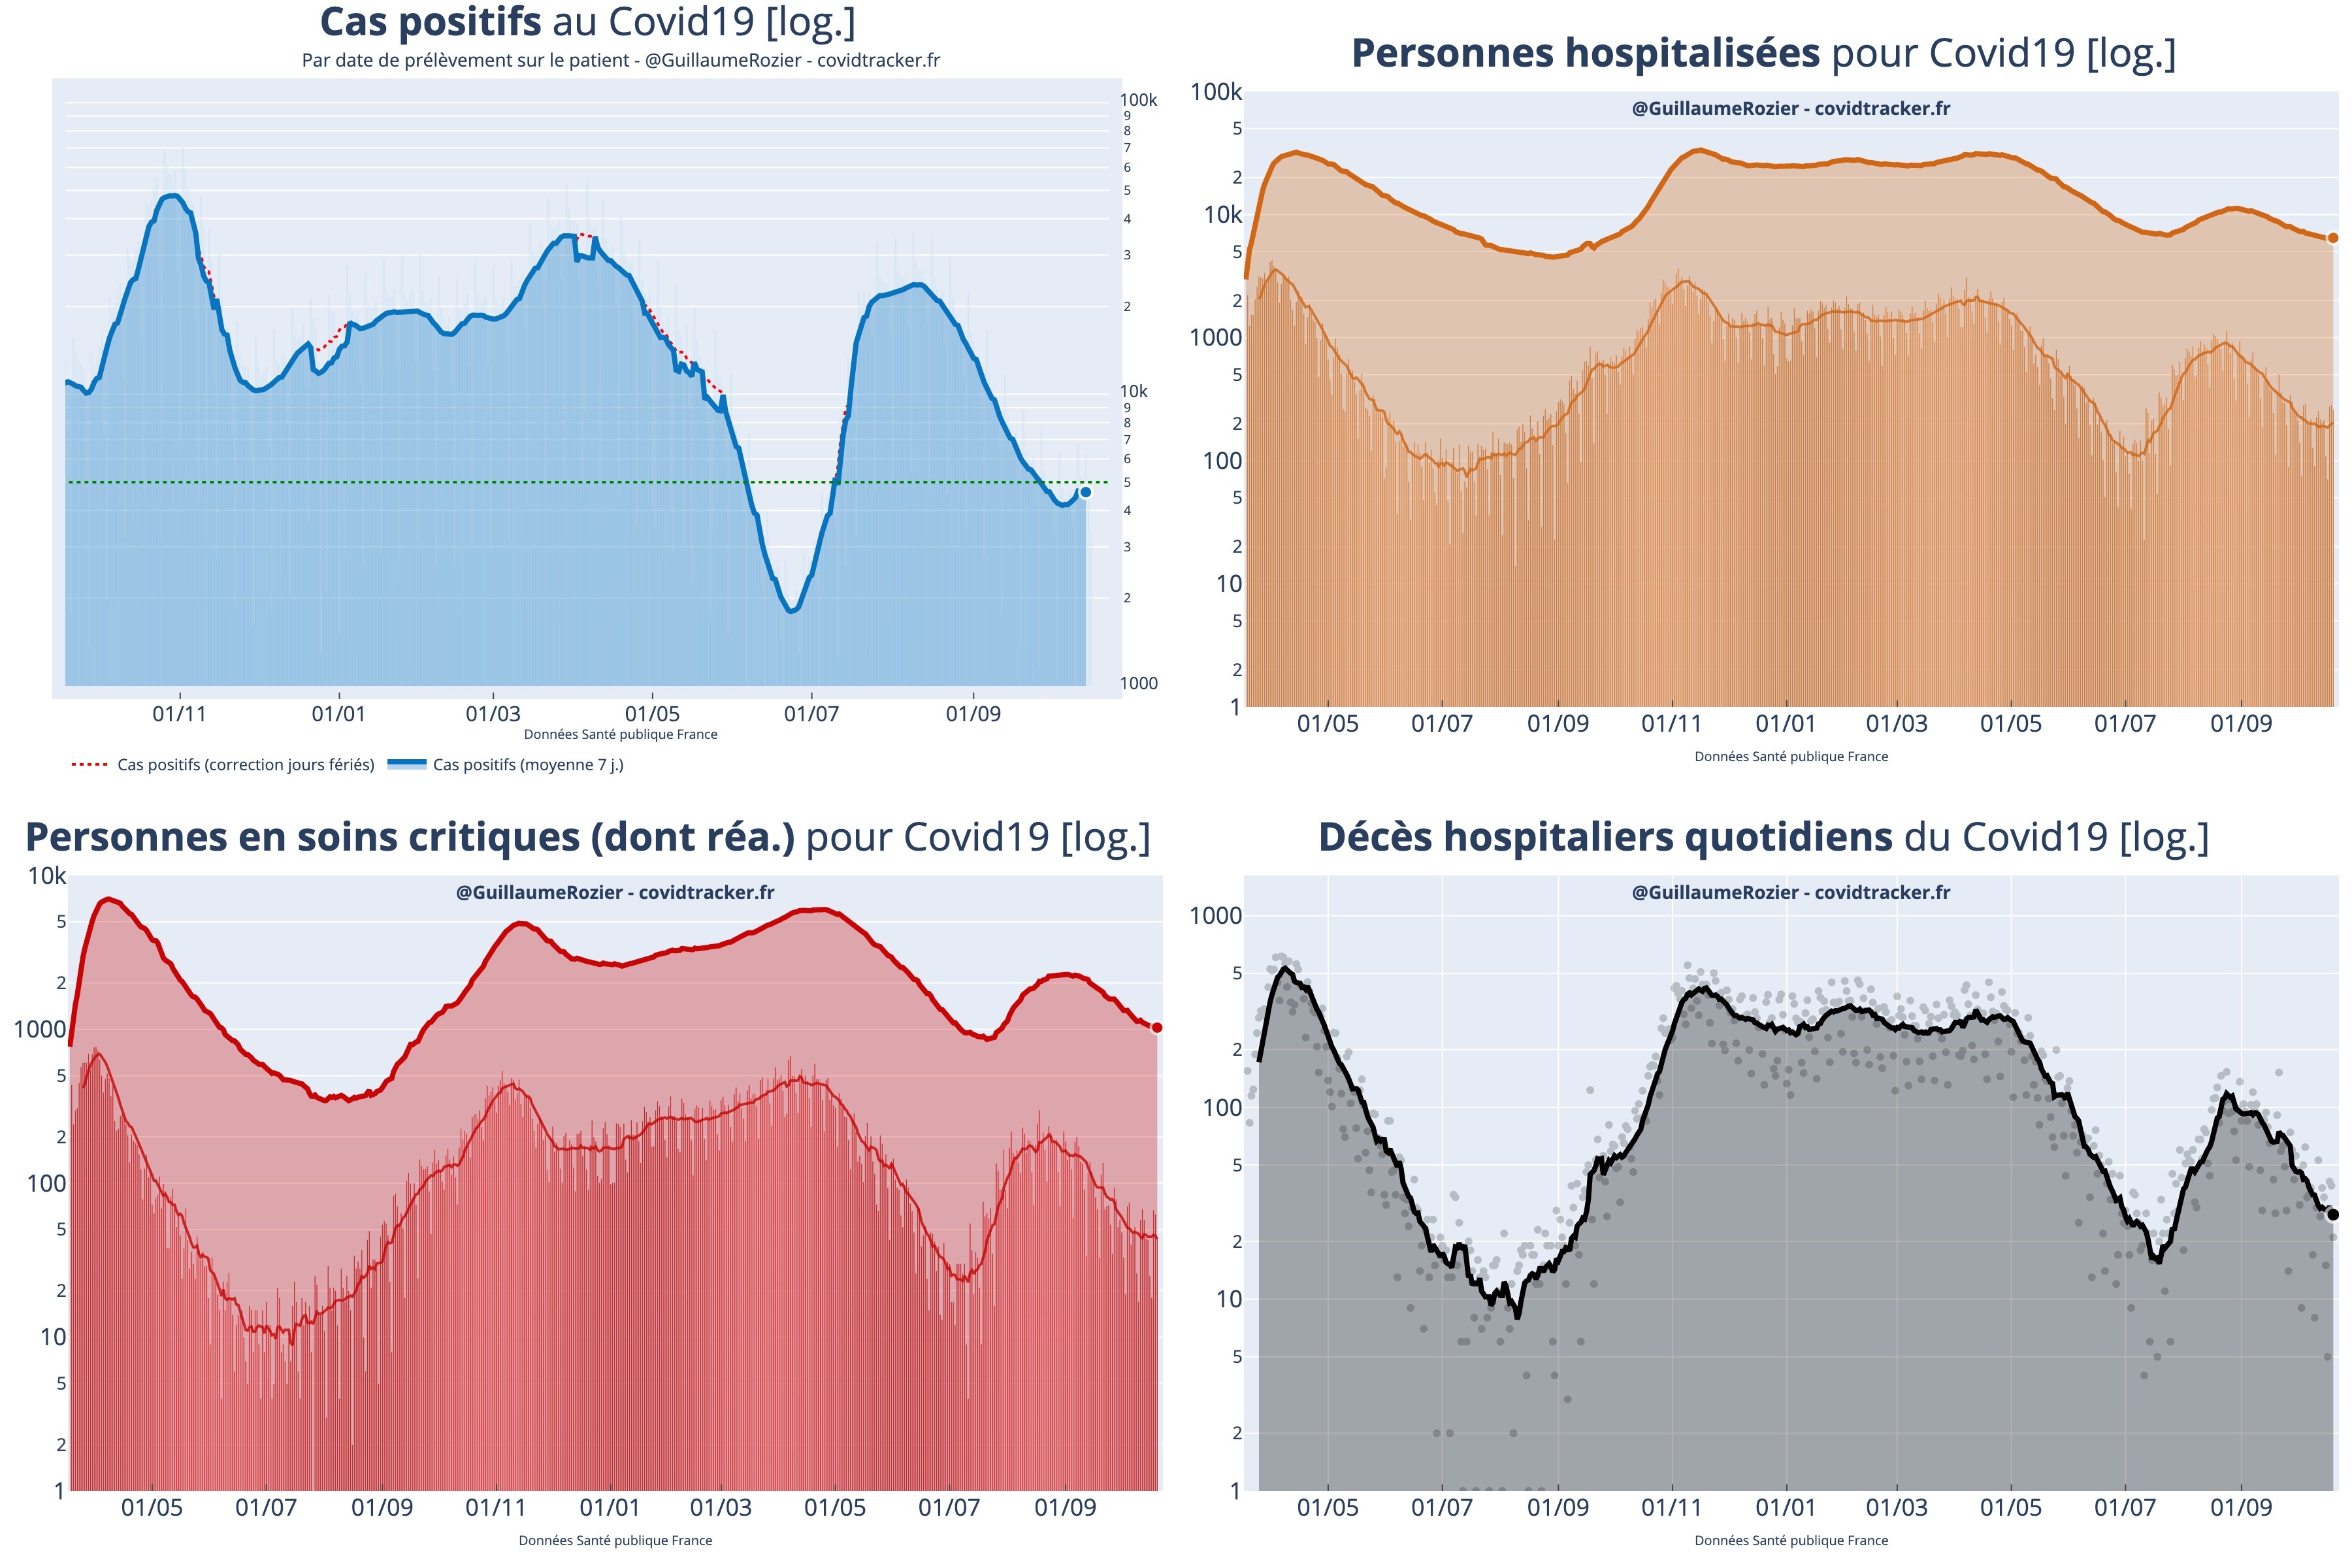 Cas positifs au Covid19 [log.]
Par date de prélèvement sur le patient - @GuillaumeRozier - covidtracker.fr
100k
9
8
7
6
5
4
3
2
10k
9
8
7
6
5
4
3
2
1000
01/11 01/01 01/03 01/05 01/07 01/09
Données Santé publique France
Cas positifs (correction jours fériés) Cas positifs (moyenne 7 j.)
Personnes hospitalisées pour Covid19 [log.]
@GuillaumeRozier - covidtracker.fr
100k
5
2
10k
5
2
1000
5
2
100
5
2
10
5
2
1
01/05 01/07 01/09 01/11 01/01 01/03 01/05 01/07 01/09
Données Santé publique France
Personnes en soins critiques (dont réa.) pour Covid19 [log.]
@GuillaumeRozier - covidtracker.fr
10k
5
2
1000
5
2
100
5
2
10
5
2
1
01/05 01/07 01/09 01/11 01/01 01/03 01/05 01/07 01/09
Données Santé publique France
Décès hospitaliers quotidiens du Covid19 [log.]
@GuillaumeRozier - covidtracker.fr
1000
5
2
100
5
2
10
5
2
1
01/05 01/07 01/09 01/11 01/01 01/03 01/05 01/07 01/09
Données Santé publique France